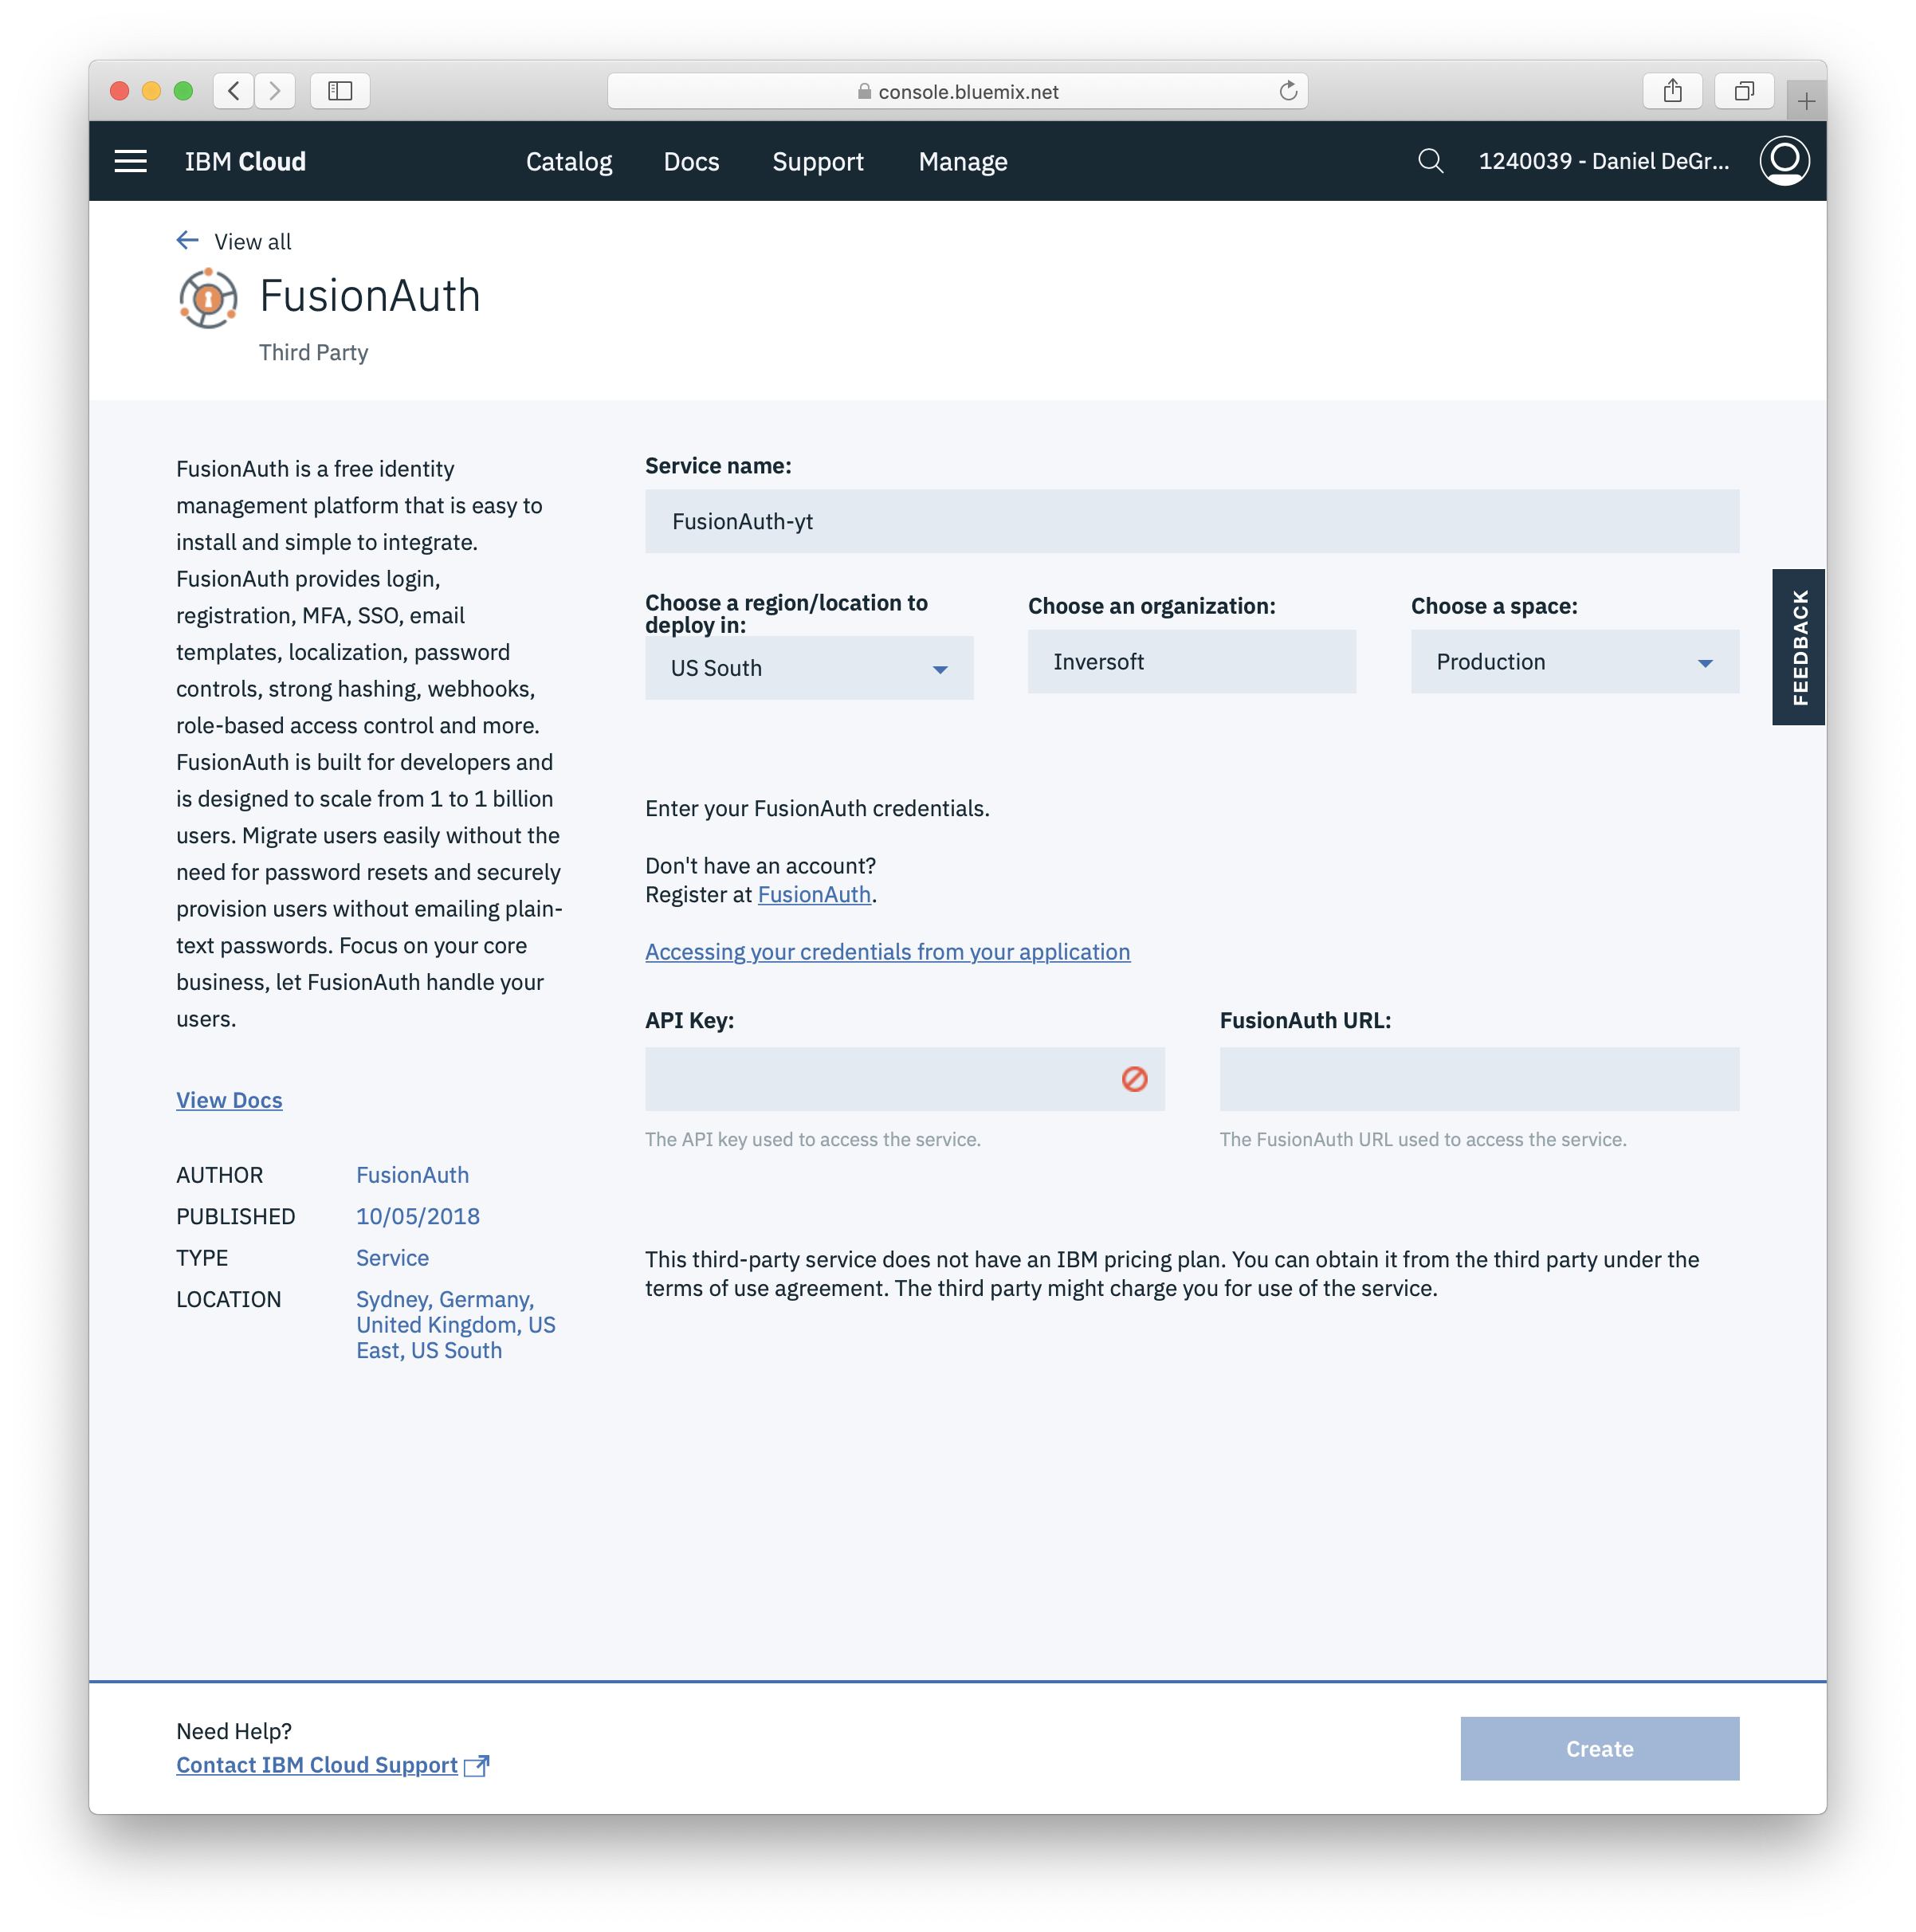 console.bluemix.net
IBM Cloud
Catalog
Docs
Support
Manage
1240039 - Daniel DeGr...
View all
FusionAuth
Third Party
FusionAuth is a free identity
management platform that is easy to
install and simple to integrate.
FusionAuth provides login,
registration, MFA, SSO, email
templates, localization, password
controls, strong hashing, webhooks,
role-based access control and more.
FusionAuth is built for developers and
is designed to scale from 1 to 1 billion
users. Migrate users easily without the
need for password resets and securely
provision users without emailing plain-
text passwords. Focus on your core
business, let FusionAuth handle your
users.
View Docs
AUTHOR
FusionAuth
PUBLISHED
10/05/2018
TYPE
Service
LOCATION
Sydney, Germany,
United Kingdom, US
East, US South
Service name:
FusionAuth-yt
Choose a region/location to
deploy in:
US South
Choose an organization:
Inversoft
Choose a space:
Production
FEEDBACK
Enter your FusionAuth credentials.
Don't have an account?
Register at FusionAuth.
Accessing your credentials from your application
API Key:
The API key used to access the service.
FusionAuth URL:
The FusionAuth URL used to access the service.
This third-party service does not have an IBM pricing plan. You can obtain it from the third party under the
terms of use agreement. The third party might charge you for use of the service.
Need Help?
Contact IBM Cloud Support
Create